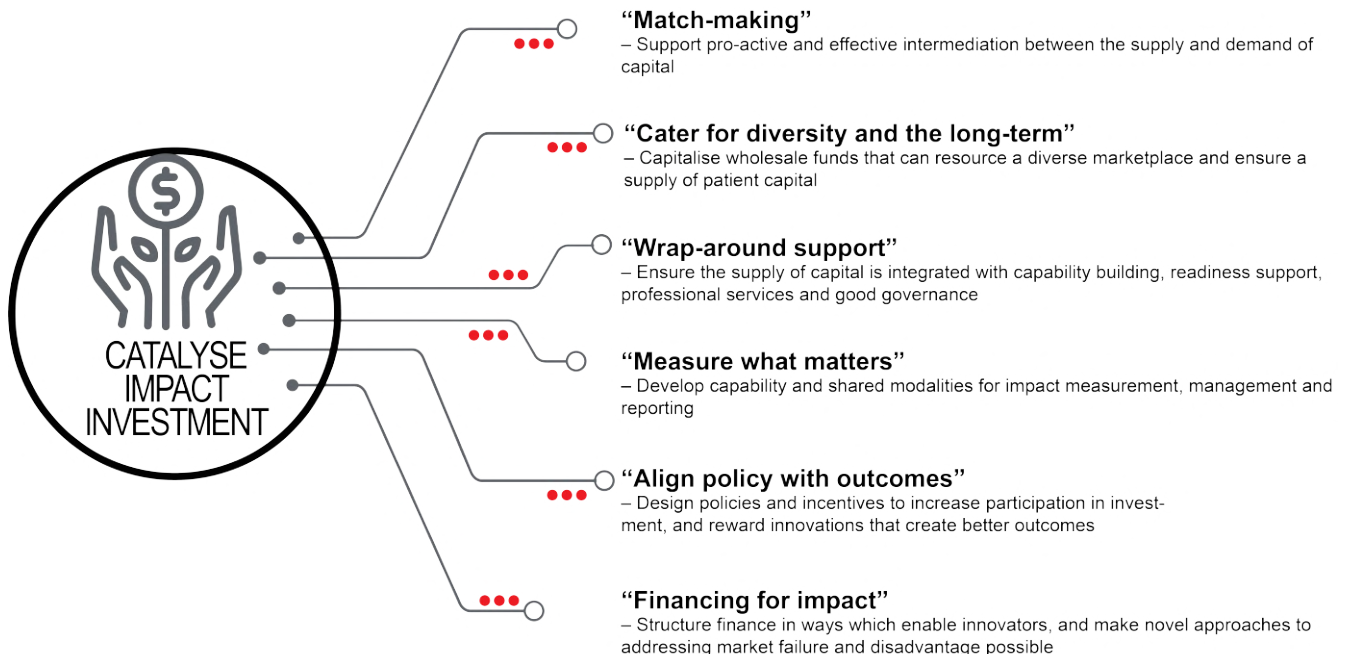 “Match-making”
– Support pro-active and effective intermediation between the supply and demand of
capital
“Cater for diversity and the long-term”
– Capitalise wholesale funds that can resource a diverse marketplace and ensure a
supply of patient capital
“Wrap-around support”
– Ensure the supply of capital is integrated with capability building, readiness support,
professional services and good governance
$
CATALYSE
IMPACT
INVESTMENT
“Measure what matters”
– Develop capability and shared modalities for impact measurement, management and
reporting
“Align policy with outcomes”
– Design policies and incentives to increase participation in invest-
ment, and reward innovations that create better outcomes
“Financing for impact”
– Structure finance in ways which enable innovators, and make novel approaches to
addressing market failure and disadvantage possible